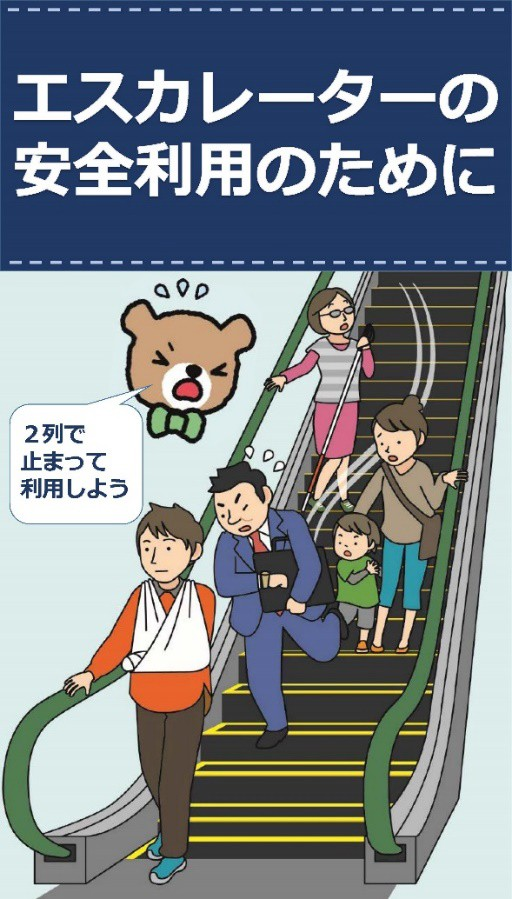 エスカレーターの
安全利用のために
２列で
止まって
利用しよう